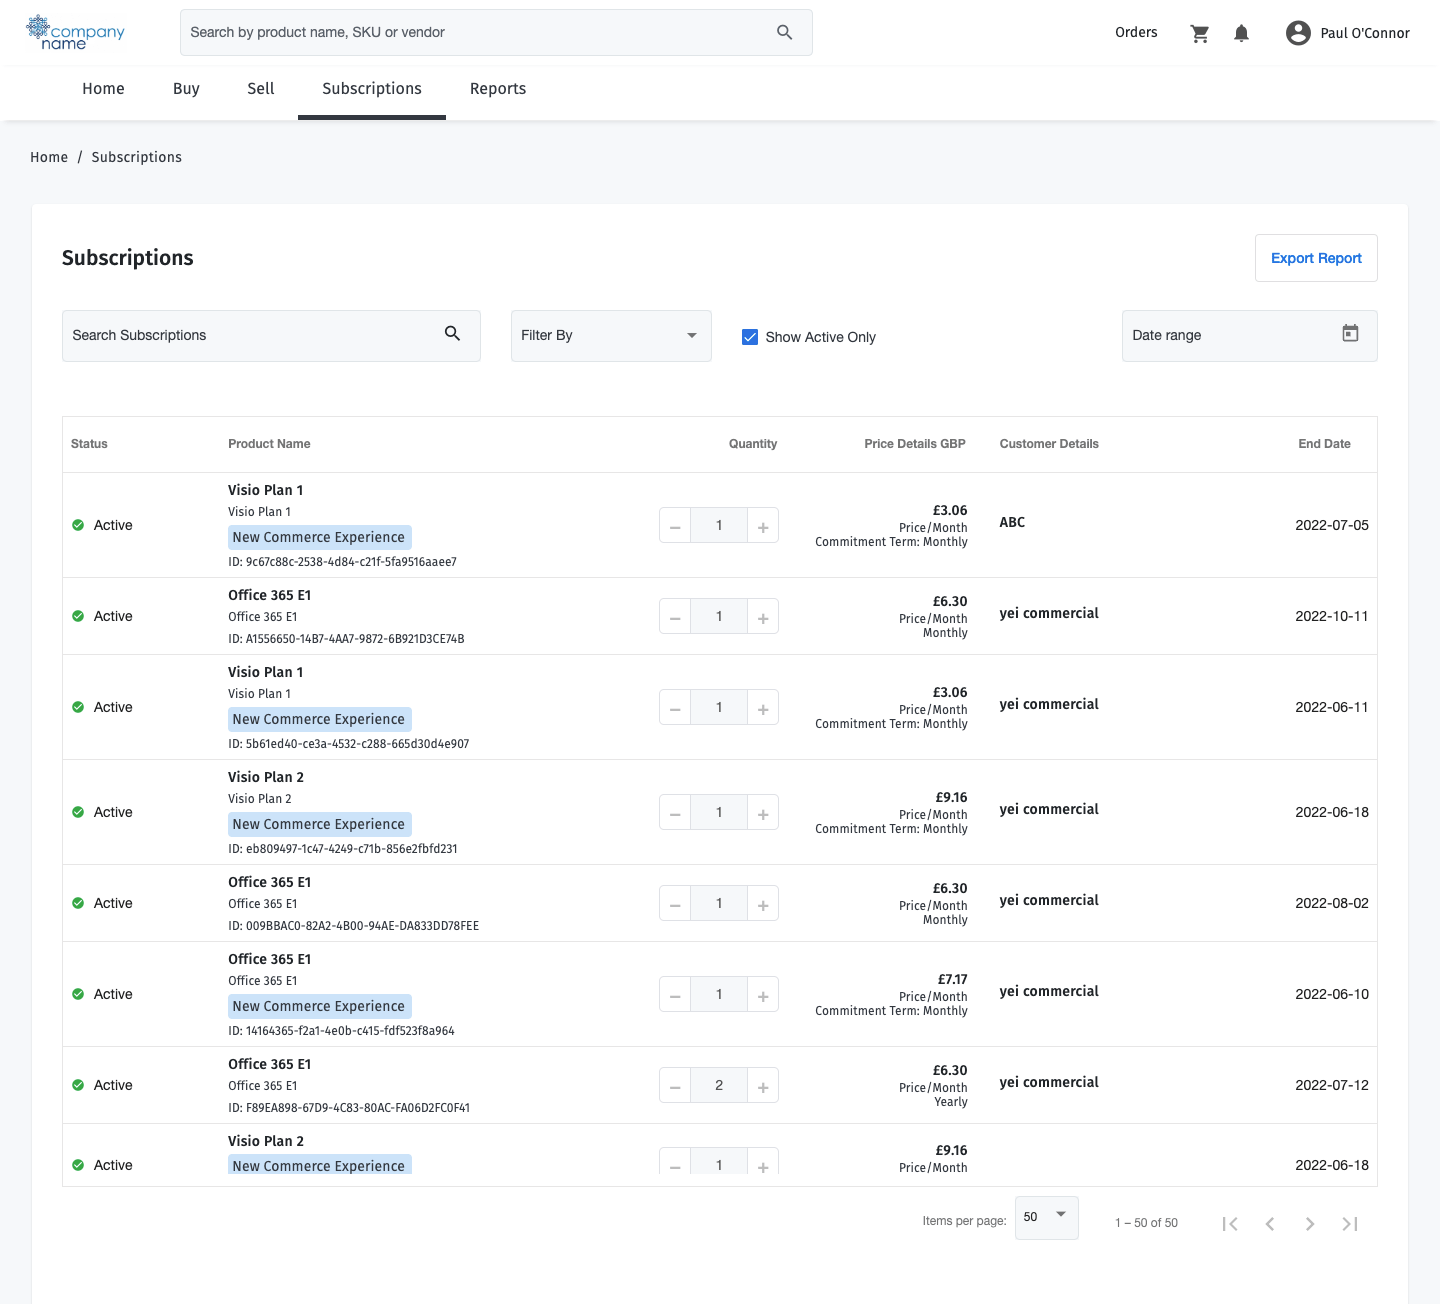 company
name
Search by product name, SKU or vendor
Orders
Paul O'Connor
Home
Buy
Sell
Subscriptions
Reports
Home / Subscriptions
Subscriptions
Export Report
Search Subscriptions
Filter By
Show Active Only
Date range
Status
Product Name
Quantity
Price Details GBP
Customer Details
End Date
Active
Visio Plan 1
Visio Plan 1
New Commerce Experience
ID: 9c67c88c-2538-4d84-c21f-5fa9516aaee7
1
£3.06
Price/Month
Commitment Term: Monthly
ABC
2022-07-05
Active
Office 365 E1
Office 365 E1
ID: A1556650-14B7-4AA7-9872-6B921D3CE74B
1
£6.30
Price/Month
Monthly
yei commercial
2022-10-11
Active
Visio Plan 1
Visio Plan 1
New Commerce Experience
ID: 5b61ed40-ce3a-4532-c288-665d30d4e907
1
£3.06
Price/Month
Commitment Term: Monthly
yei commercial
2022-06-11
Active
Visio Plan 2
Visio Plan 2
New Commerce Experience
ID: eb809497-1c47-4249-c71b-856e2fbfd231
1
£9.16
Price/Month
Commitment Term: Monthly
yei commercial
2022-06-18
Active
Office 365 E1
Office 365 E1
ID: 009BBAC0-82A2-4B00-94AE-DA833DD78FEE
1
£6.30
Price/Month
Monthly
yei commercial
2022-08-02
Active
Office 365 E1
Office 365 E1
New Commerce Experience
ID: 14164365-f2a1-4e0b-c415-fdf523f8a964
1
£7.17
Price/Month
Commitment Term: Monthly
yei commercial
2022-06-10
Active
Office 365 E1
Office 365 E1
ID: F89EA898-67D9-4C83-80AC-FA06D2FC0F41
2
£6.30
Price/Month
Yearly
yei commercial
2022-07-12
Active
Visio Plan 2
New Commerce Experience
1
£9.16
Price/Month
2022-06-18
Items per page:
50
1 – 50 of 50